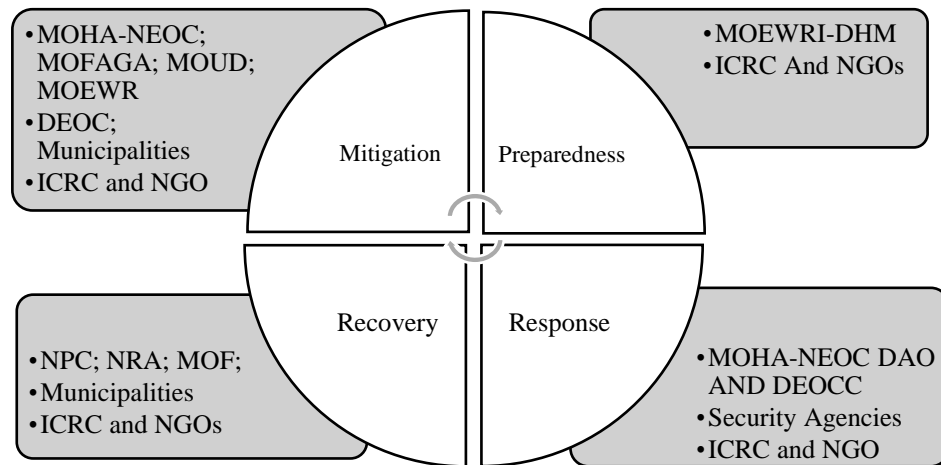 •MOHA-NEOC;
MOFAGA; MOUD;
MOEWR
•DEOC;
Municipalities
•ICRC and NGO
•MOEWRI-DHM
•ICRC And NGOs
Mitigation
Preparedness
Recovery
Response
•NPC; NRA; MOF;
•Municipalities
•ICRC and NGOs
•MOHA-NEOC DAO
AND DEOCC
•Security Agencies
•ICRC and NGO